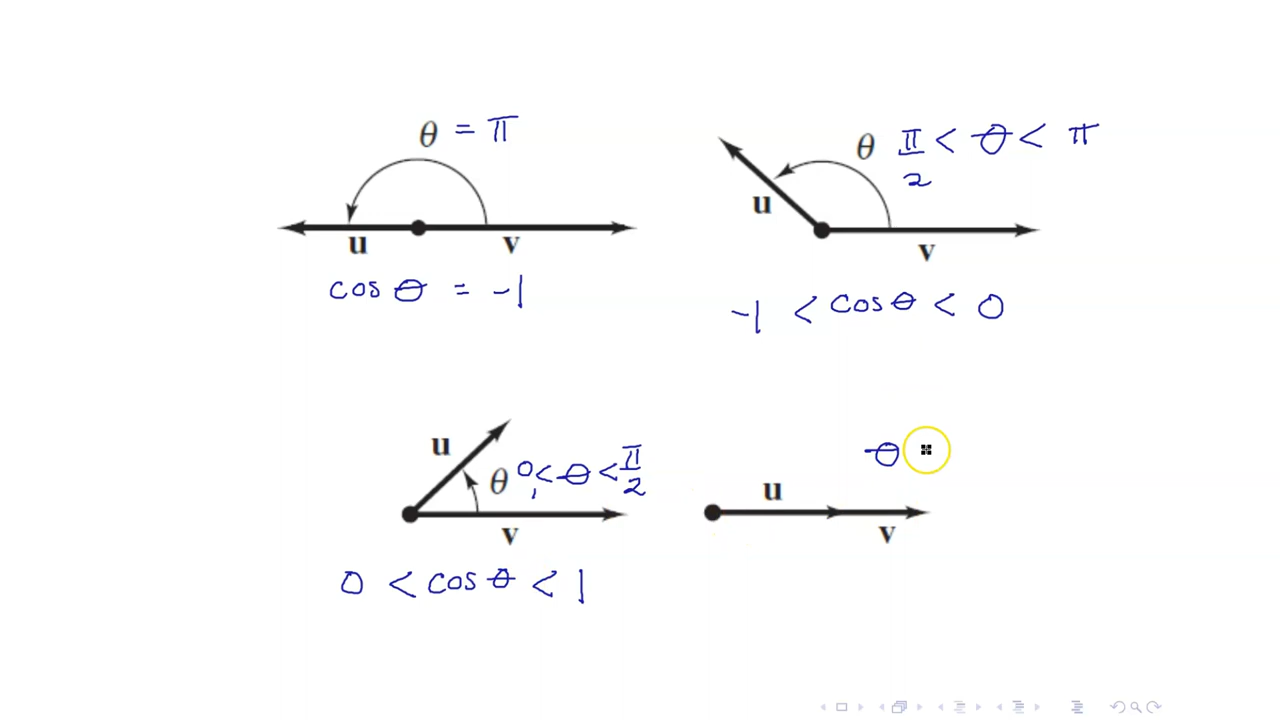 θ = π
θ π/2 < θ < π
u v
u
v
cos θ = -1
-1 < cos θ < 0
u
θ 0 < θ < π/2
v
0 < cos θ < 1
θ
u
v